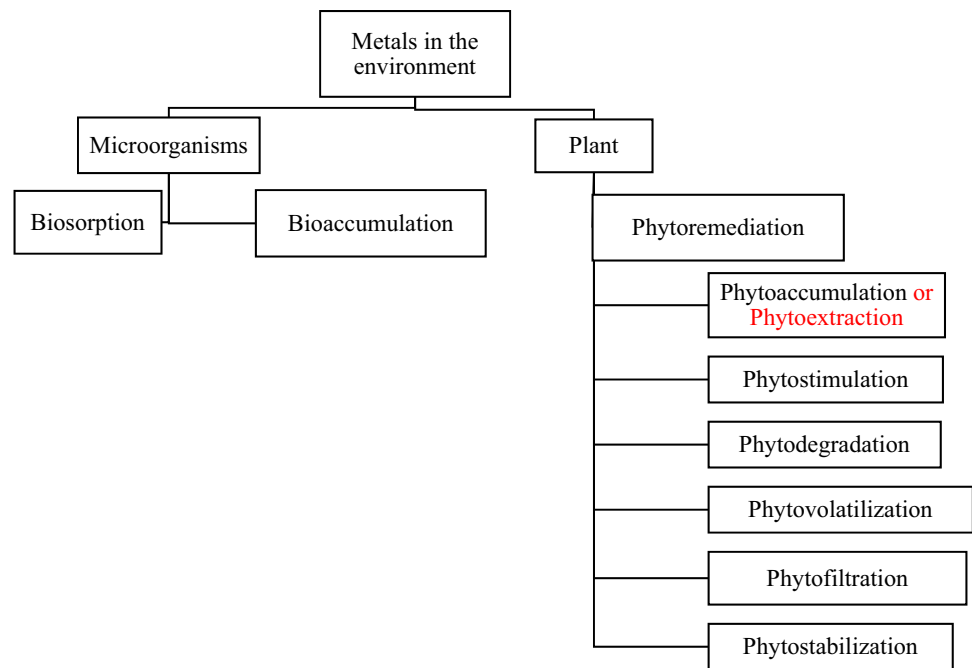 Metals in the
environment
Microorganisms
Plant
Biosorption
Bioaccumulation
Phytoremediation
Phytoaccumulation or
Phytoextraction
Phytostimulation
Phytodegradation
Phytovolatilization
Phytofiltration
Phytostabilization